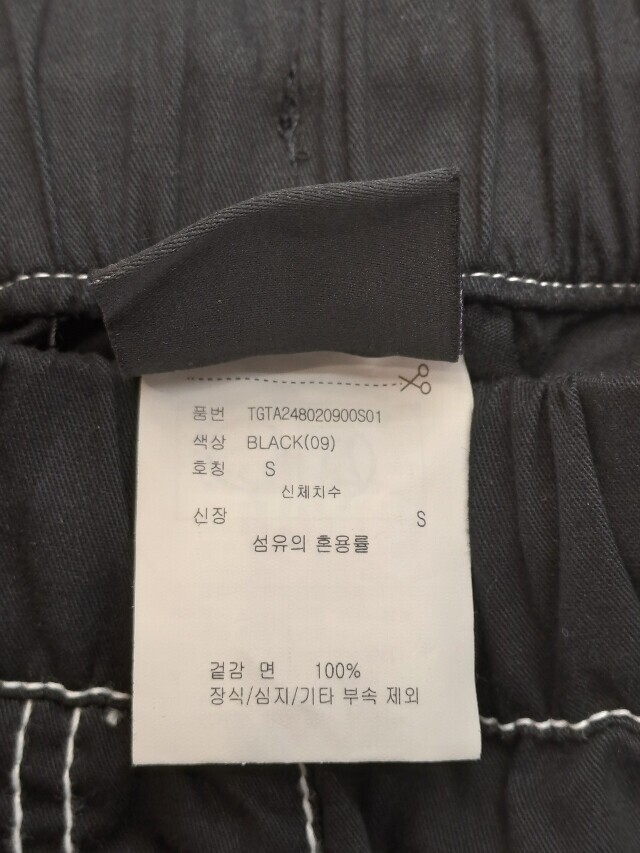 품번 TGTA248020900S01
색상 BLACK(09)
호칭 S
신체치수
신장 S
섬유의 혼용률
겉감 면 100%
장식/심지/기타 부속 제외